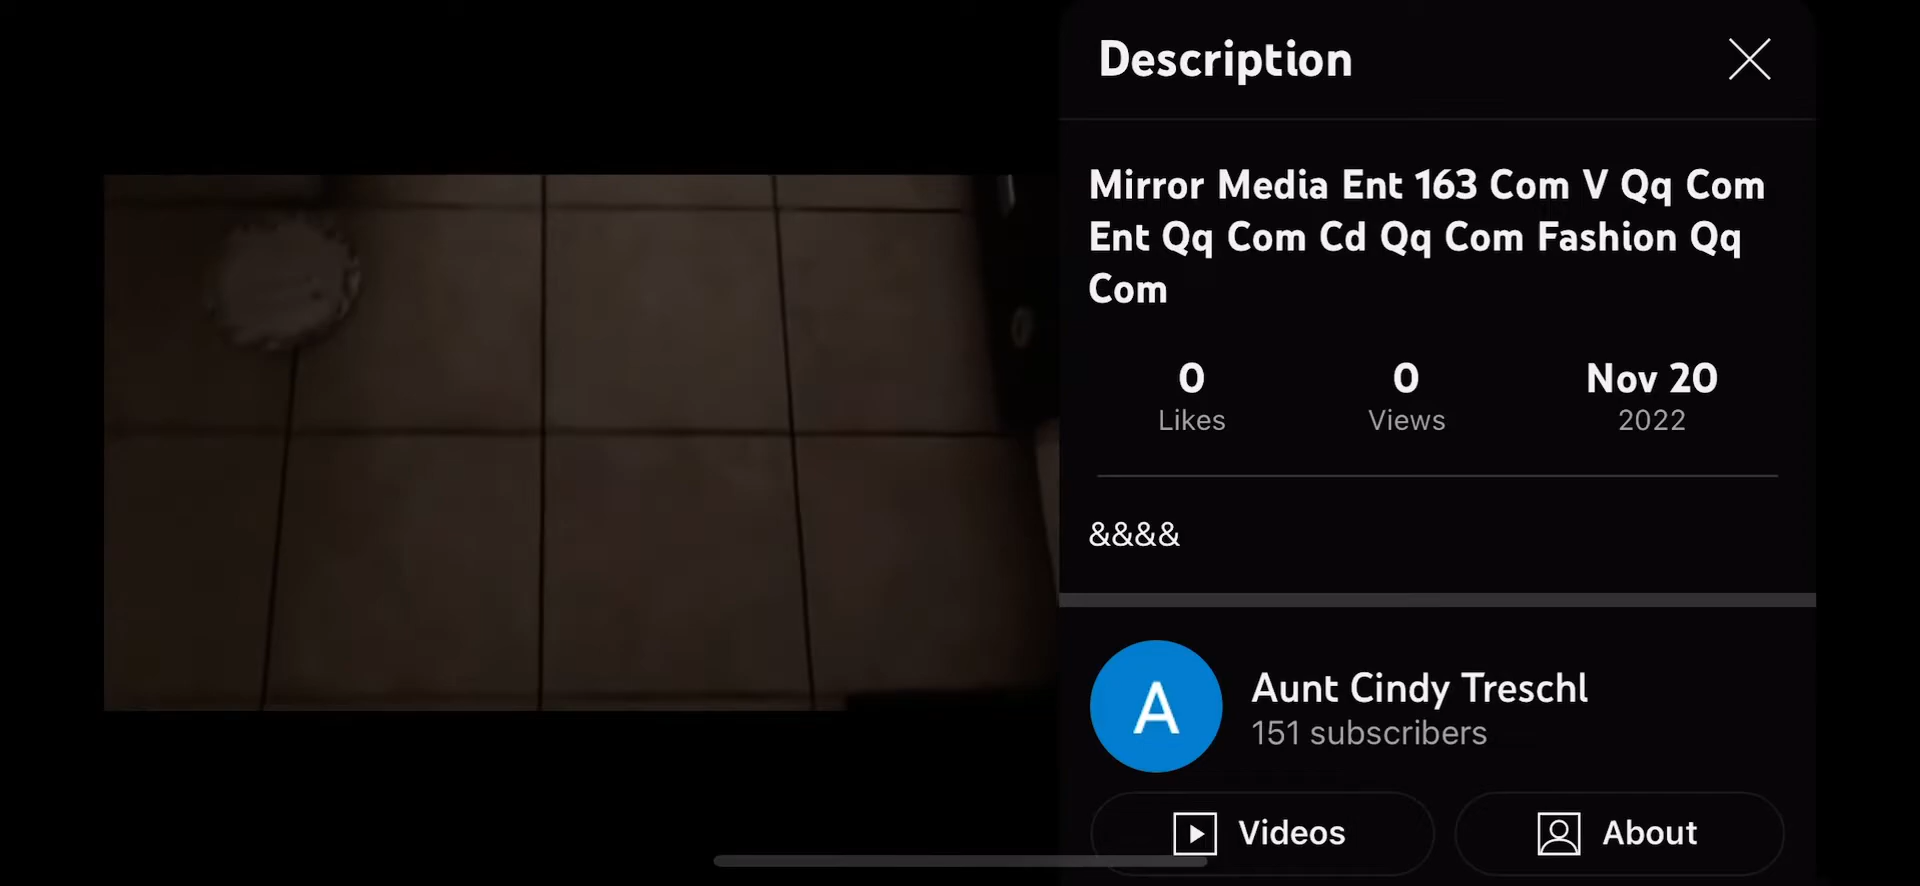 Description
Mirror Media Ent 163 Com V Qq Com
Ent Qq Com Cd Qq Com Fashion Qq
Com
0 0 Nov 20
Likes Views 2022
&&&&
A Aunt Cindy Treschl
151 subscribers
Videos About